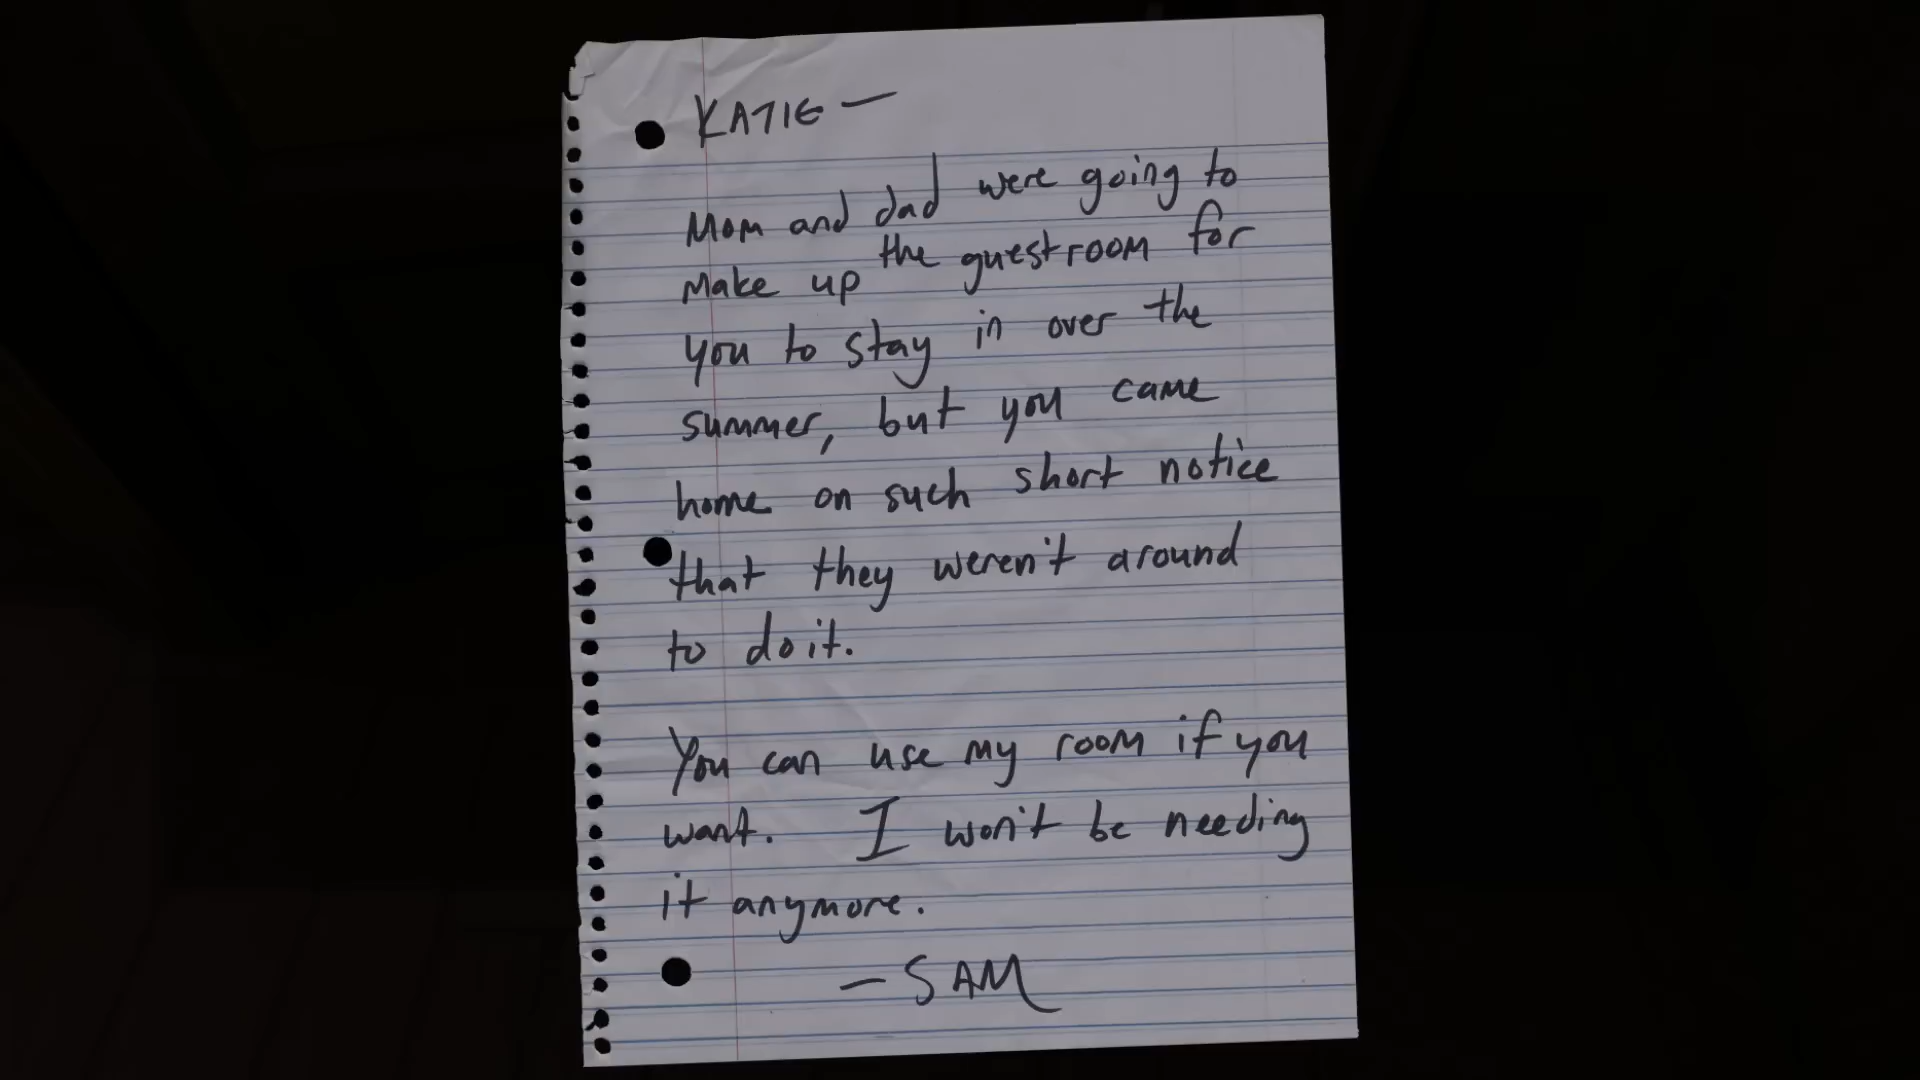 KATIE —
Mom and dad were going to
make up the guestroom for
you to stay in over the
summer, but you came
home on such short notice
that they weren't around
to do it.
You can use my room if you
want. I won't be needing
it anymore.
— SAM